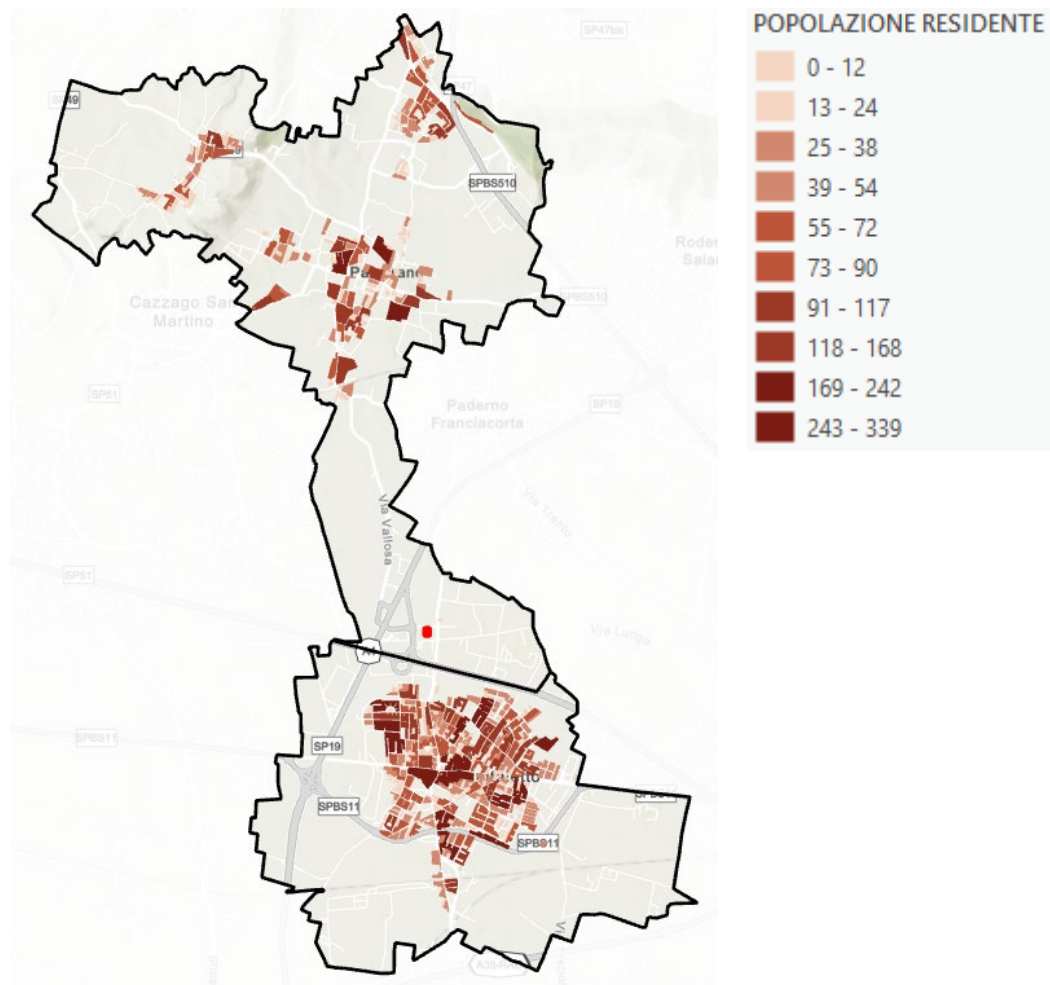 POPOLAZIONE RESIDENTE
0 - 12
13 - 24
25 - 38
39 - 54
55 - 72
73 - 90
91 - 117
118 - 168
169 - 242
243 - 339
SP47bis
SPBS510
Cazzago San
Martino
SPBS510
SP51
Paderno
Franciacorta
SP19
Via Vallosa
Via Trento
SP51
Via Lunga
SPBS11
SP19
SPBS11
SPBS11